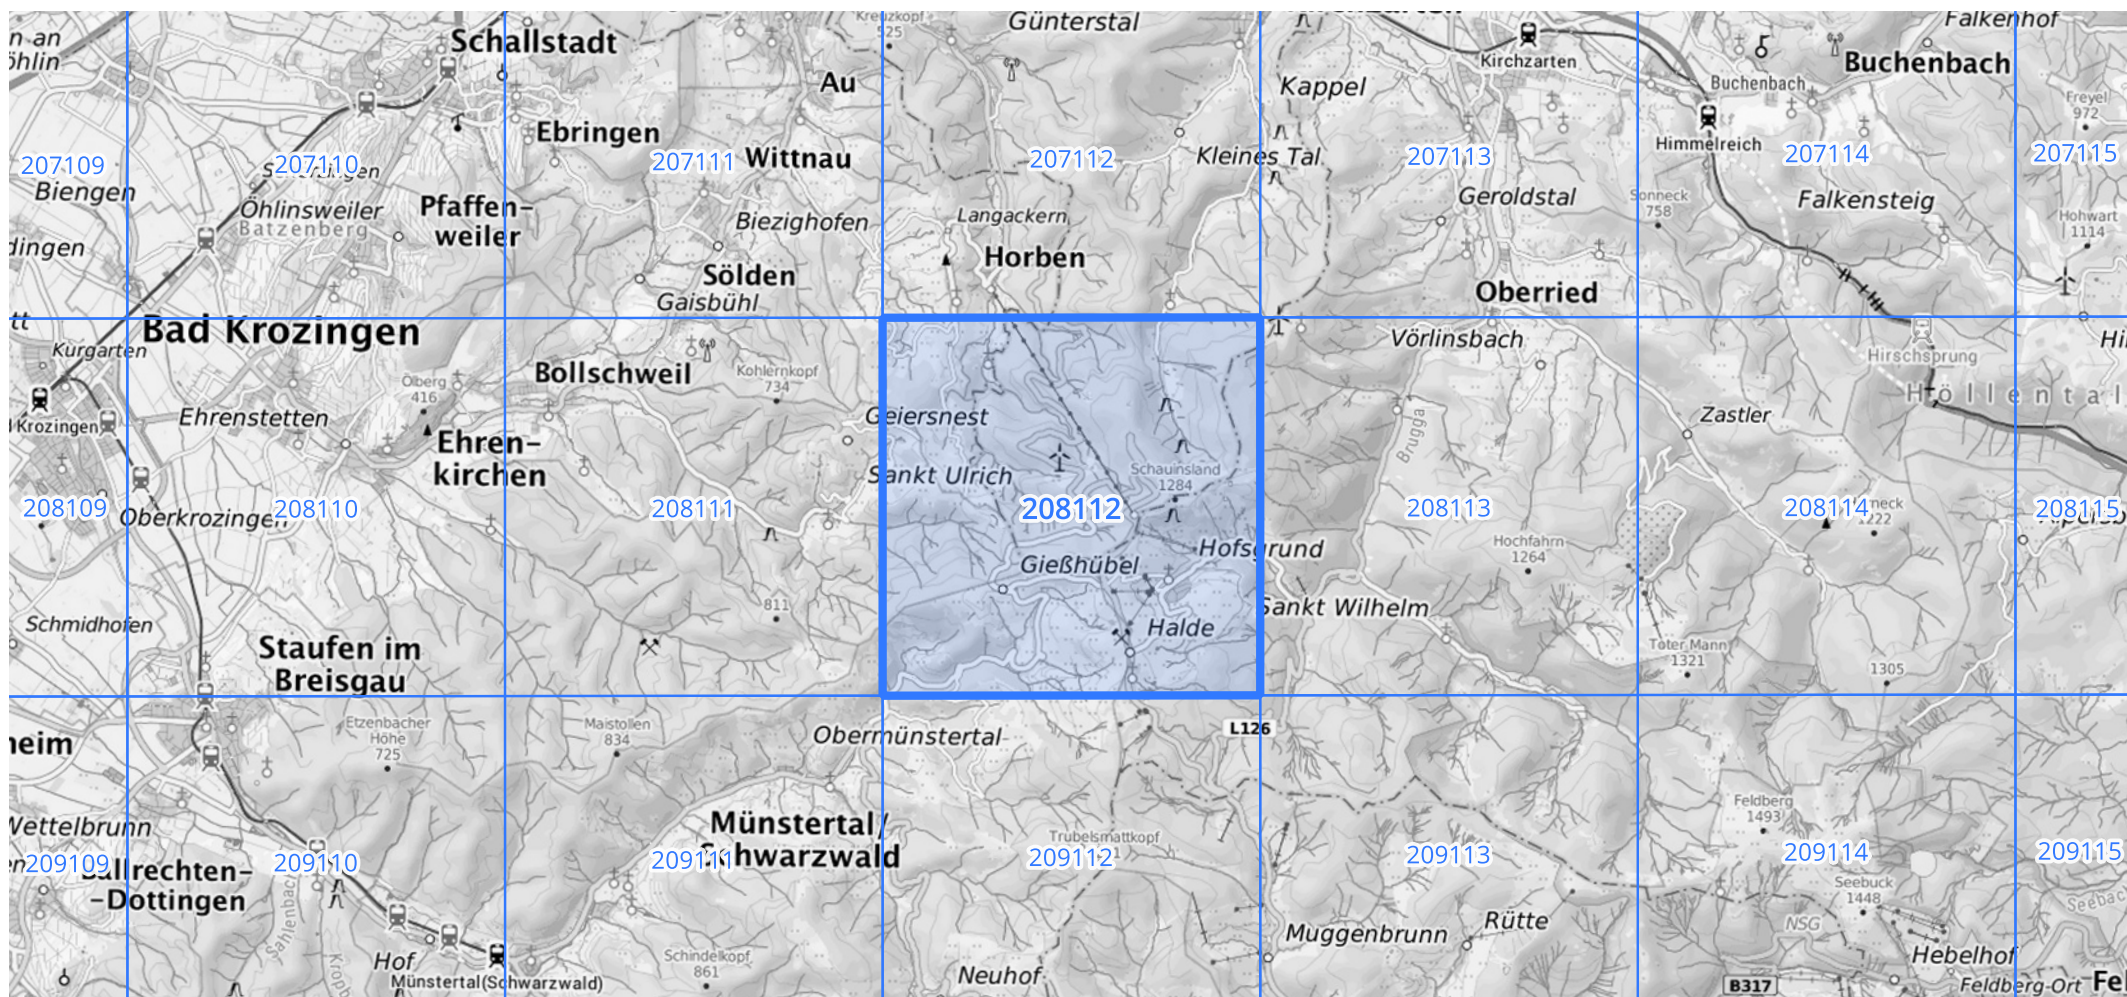 Günterstal
Falkenhof
Schallstadt
Kreuzkopf
525
Kirchzarten
Buchenbach
Au
Kappel
Buchenbach
Freyel
972
Ebringen
Himmelreich
Wittnau
Kleines Tal
207109
207110
207111
207112
207113
207114
207115
Biengen
Öhlinsweiler
Batzenberg
Pfaffen-
weiler
Biezighofen
Langackern
Geroldstal
Sonneck
758
Falkensteig
Hohwart
1114
Horben
Sölden
Gaisbühl
Oberried
Bad Krozingen
Kurgarten
Vörlinsbach
Hirschsprung
Bollschweil
Kohlernkopf
734
Ölberg
416
Höllental
Ehrenstetten
Geiersnest
Zastler
Krozingen
Ehren-
kirchen
Brugga
Sankt Ulrich
Schauinsland
1284
208109
208110
208111
208112
208113
208114
208115
1222
Oberkrozingen
Hofsgrund
Hochfahrn
1264
Gießhübel
811
Sankt Wilhelm
Schmidhofen
Halde
Staufen im
Breisgau
Toter Mann
1321
1305
Etzenbacher
Höhe
725
Maistollen
834
Obermünstertal
L126
heim
Feldberg
1493
Wettelbrunn
Münstertal/
Schwarzwald
Trubelsmattkopf
209109
209110
209111
209112
209113
209114
209115
Ballrechten-
-Dottingen
Seebuck
1448
Sahlenbach
Muggenbrunn
Rütte
NSG
Hof
Schindelkopf
861
Neuhof
Hebelhof
Münstertal(Schwarzwald)
B317
Feldberg-Ort
Fe